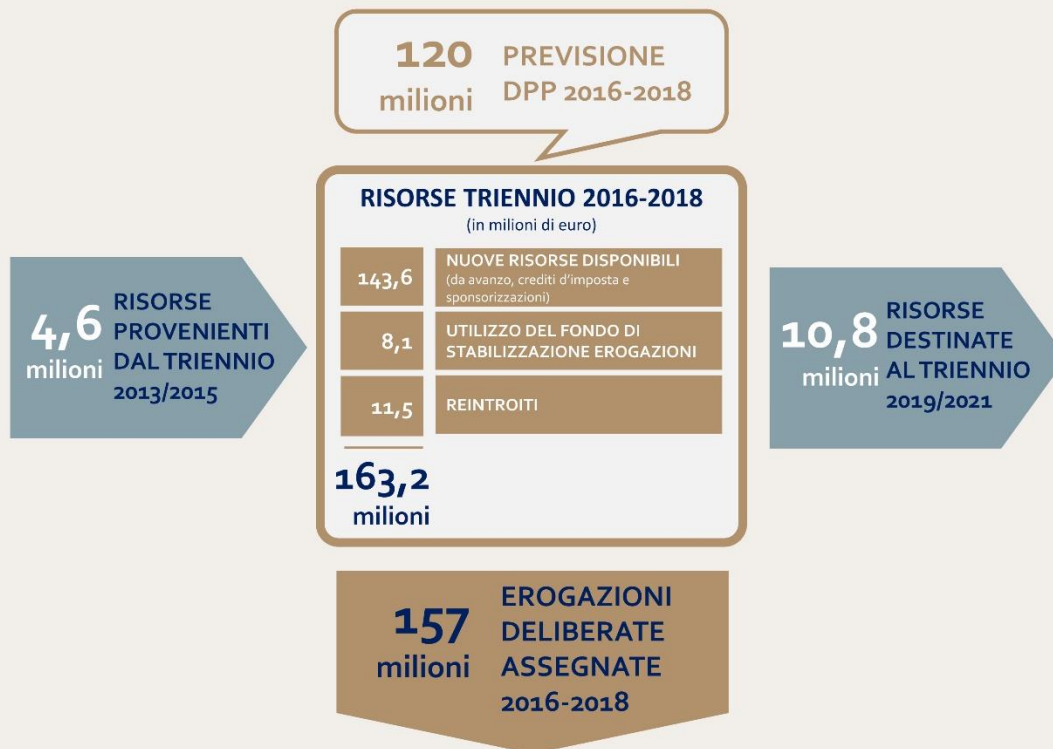 120
milioni
PREVISIONE
DPP 2016-2018
RISORSE TRIENNIO 2016-2018
(in milioni di euro)
143,6
NUOVE RISORSE DISPONIBILI
(da avanzo, crediti d'imposta e
sponsorizzazioni)
8,1
UTILIZZO DEL FONDO DI
STABILIZZAZIONE EROGAZIONI
11,5
REINTROITI
163,2
milioni
4,6
milioni
RISORSE
PROVENIENTI
DAL TRIENNIO
2013/2015
10,8
milioni
RISORSE
DESTINATE
AL TRIENNIO
2019/2021
157
milioni
EROGAZIONI
DELIBERATE
ASSEGNATE
2016-2018